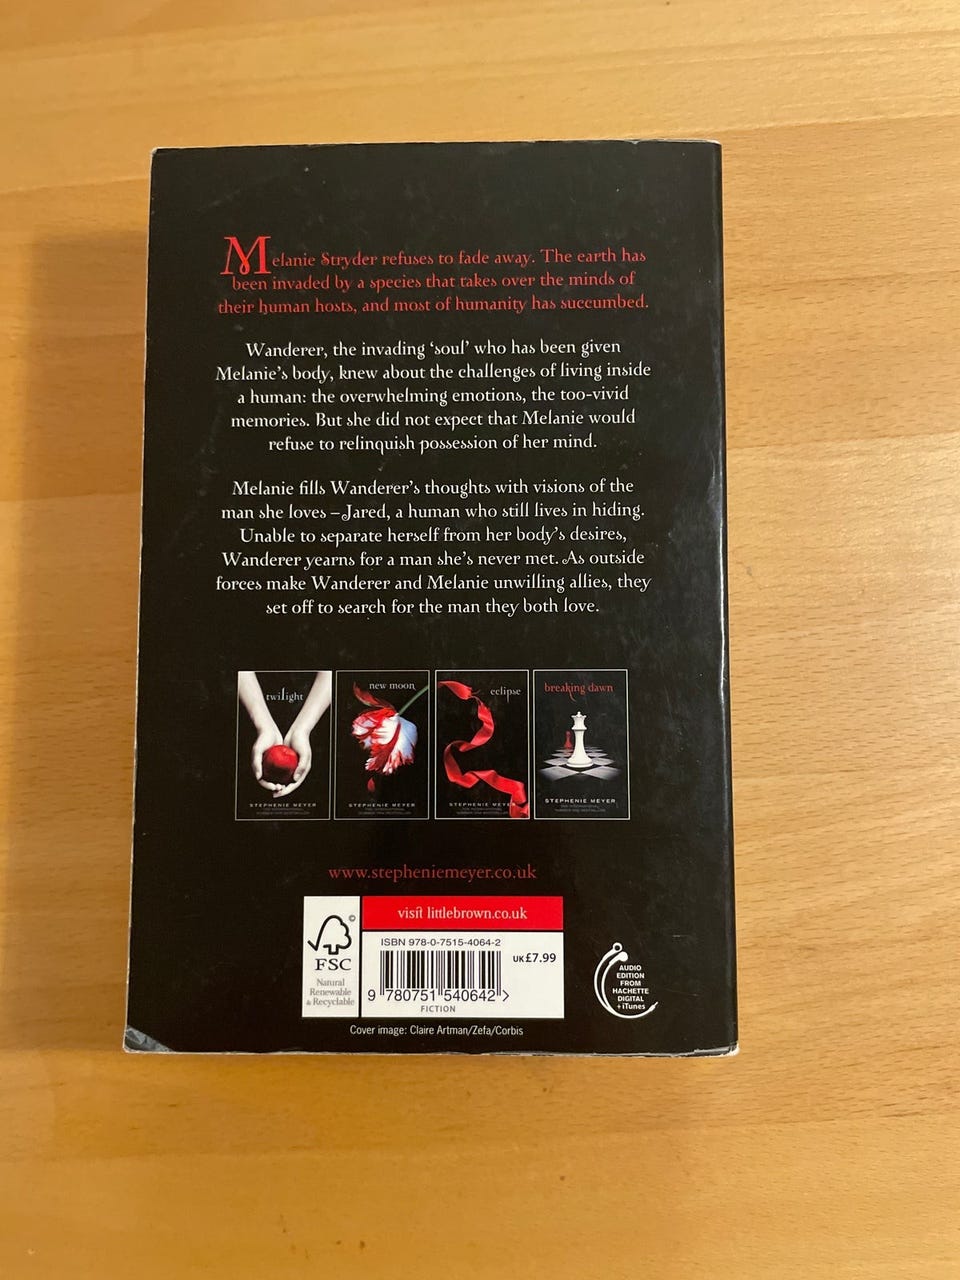 Melanie Stryder refuses to fade away. The earth has
been invaded by a species that takes over the minds of
their human hosts, and most of humanity has succumbed.
Wanderer, the invading ‘soul’ who has been given
Melanie’s body, knew about the challenges of living inside
a human: the overwhelming emotions, the too-vivid
memories. But she did not expect that Melanie would
refuse to relinquish possession of her mind.
Melanie fills Wanderer’s thoughts with visions of the
man she loves – Jared, a human who still lives in hiding.
Unable to separate herself from her body’s desires,
Wanderer yearns for a man she’s never met. As outside
forces make Wanderer and Melanie unwilling allies, they
set off to search for the man they both love.
twilight
STEPHENIE MEYER
new moon
STEPHENIE MEYER
eclipse
STEPHENIE MEYER
breaking dawn
STEPHENIE MEYER
www.stepheniemeyer.co.uk
FSC
Natural
Renewable
& Recyclable
visit littlebrown.co.uk
ISBN 978-0-7515-4064-2
UK £7.99
9 780751 540642 >
FICTION
AUDIO
EDITION
FROM
HACHETTE
DIGITAL
+ iTunes
Cover image: Claire Artman/Zefa/Corbis